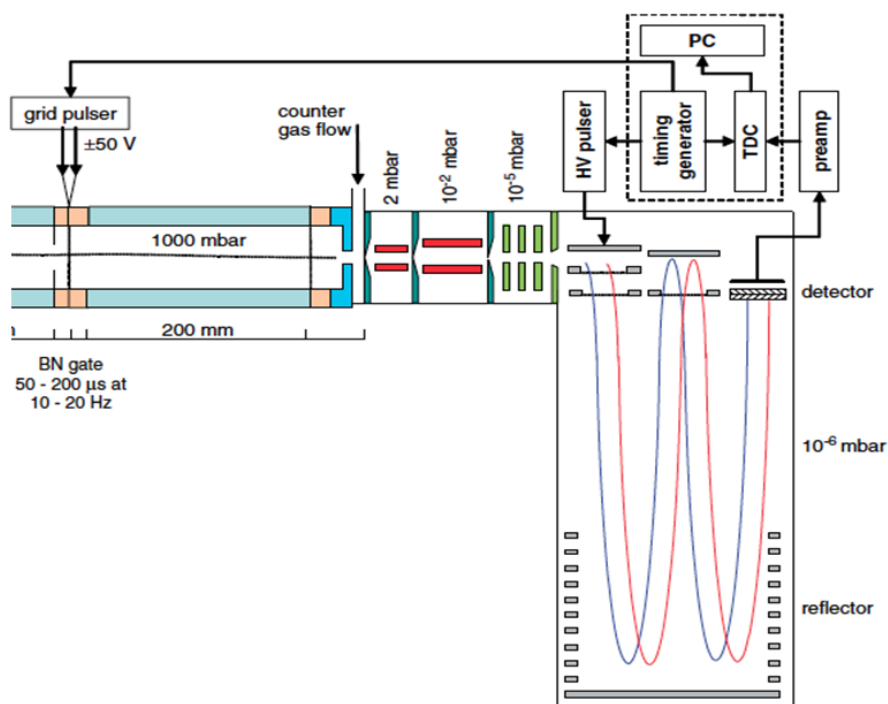 PC
grid pulser
±50 V
counter
gas flow
2 mbar
10⁻² mbar
10⁻⁵ mbar
HV pulser
timing
generator
TDC
preamp
1000 mbar
detector
200 mm
BN gate
50 - 200 µs at
10 - 20 Hz
10⁻⁶ mbar
reflector